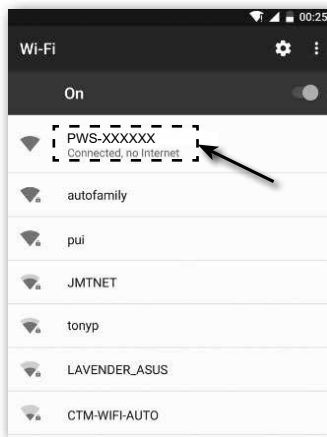 00:25
Wi-Fi
On
PWS-XXXXXX
Connected, no Internet
autofamily
pui
JMTNET
tonyp
LAVENDER_ASUS
CTM-WIFI-AUTO